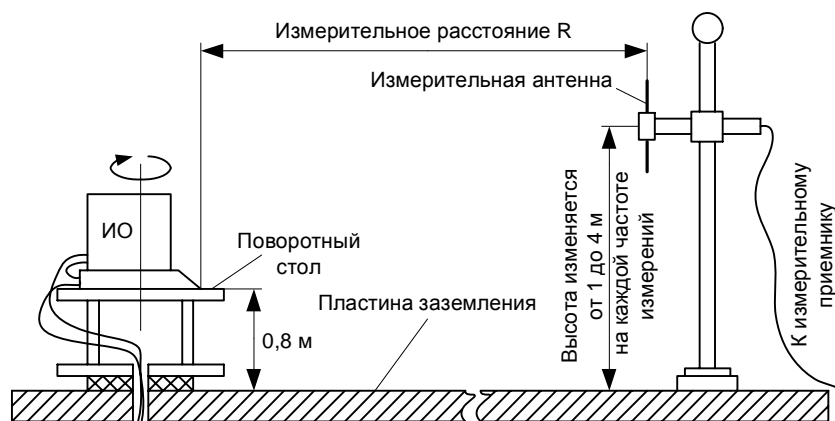 Измерительное расстояние R
Измерительная антенна
ИО
Поворотный
стол
Пластина заземления
0,8 м
Высота изменяется
от 1 до 4 м
на каждой частоте
измерений
К измерительному
приемнику